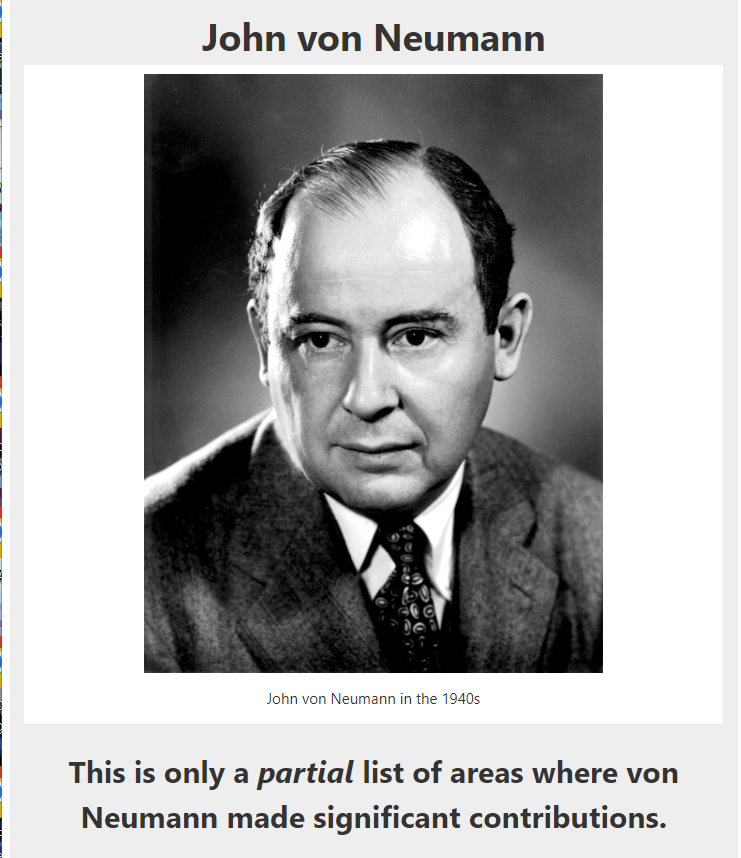 John von Neumann
John von Neumann in the 1940s
This is only a partial list of areas where von
Neumann made significant contributions.